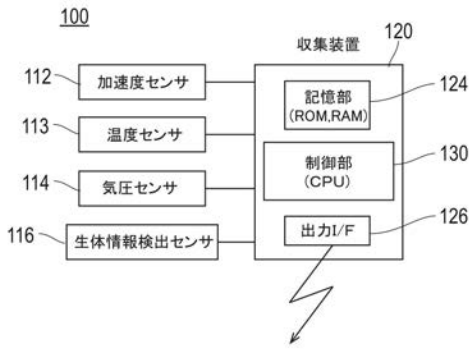 100
収集装置
120
112
加速度センサ
記憶部
(ROM,RAM)
124
113
温度センサ
制御部
(CPU)
130
114
気圧センサ
116
生体情報検出センサ
出力I/F
126